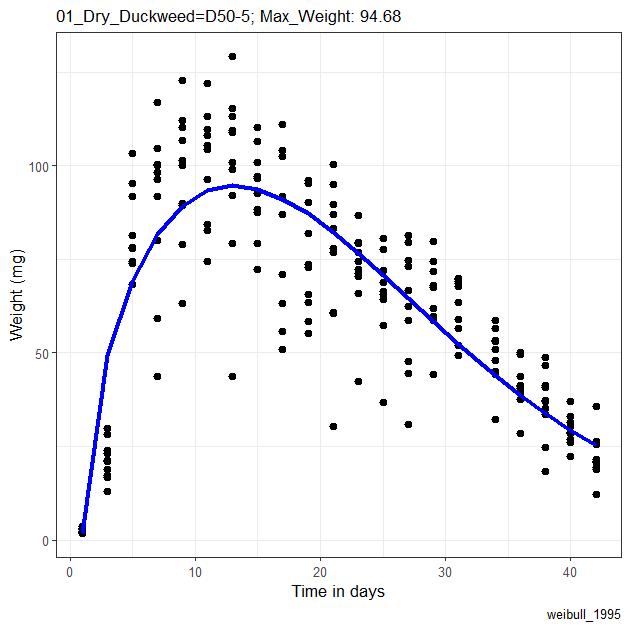 01_Dry_Duckweed=D50-5; Max_Weight: 94.68
Weight (mg)
100
50
0
0 10 20 30 40
Time in days
weibull_1995